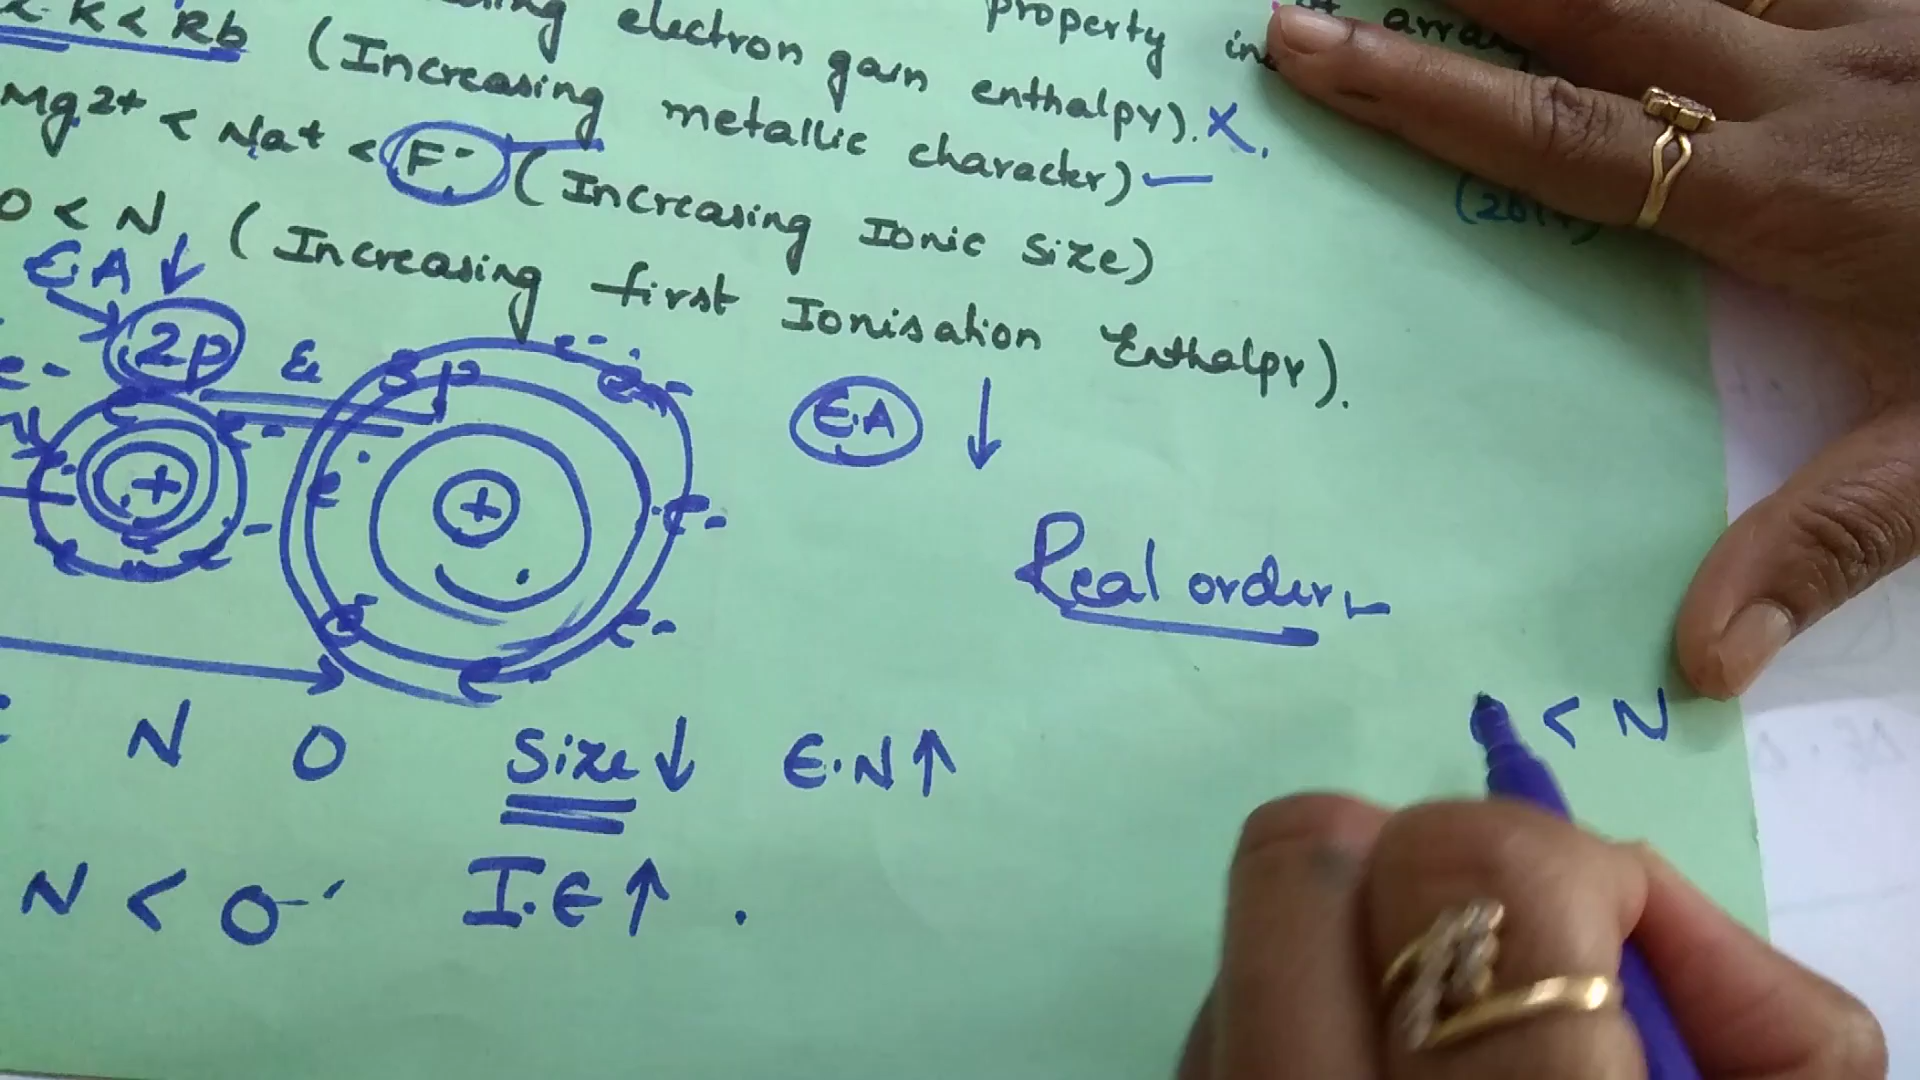 electron gain enthalpy). X.
property
K < Rb (Increasing metallic character)
Mg2+ < Na+ < F- (Increasing Ionic Size)
O < N (Increasing first Ionisation Enthalpy).
E.A ↓
2p & 3p
e-
e-
e-
+
+
E.A ↓
Real order
< N
N O Size ↓ E.N ↑
N < O I.E ↑ .